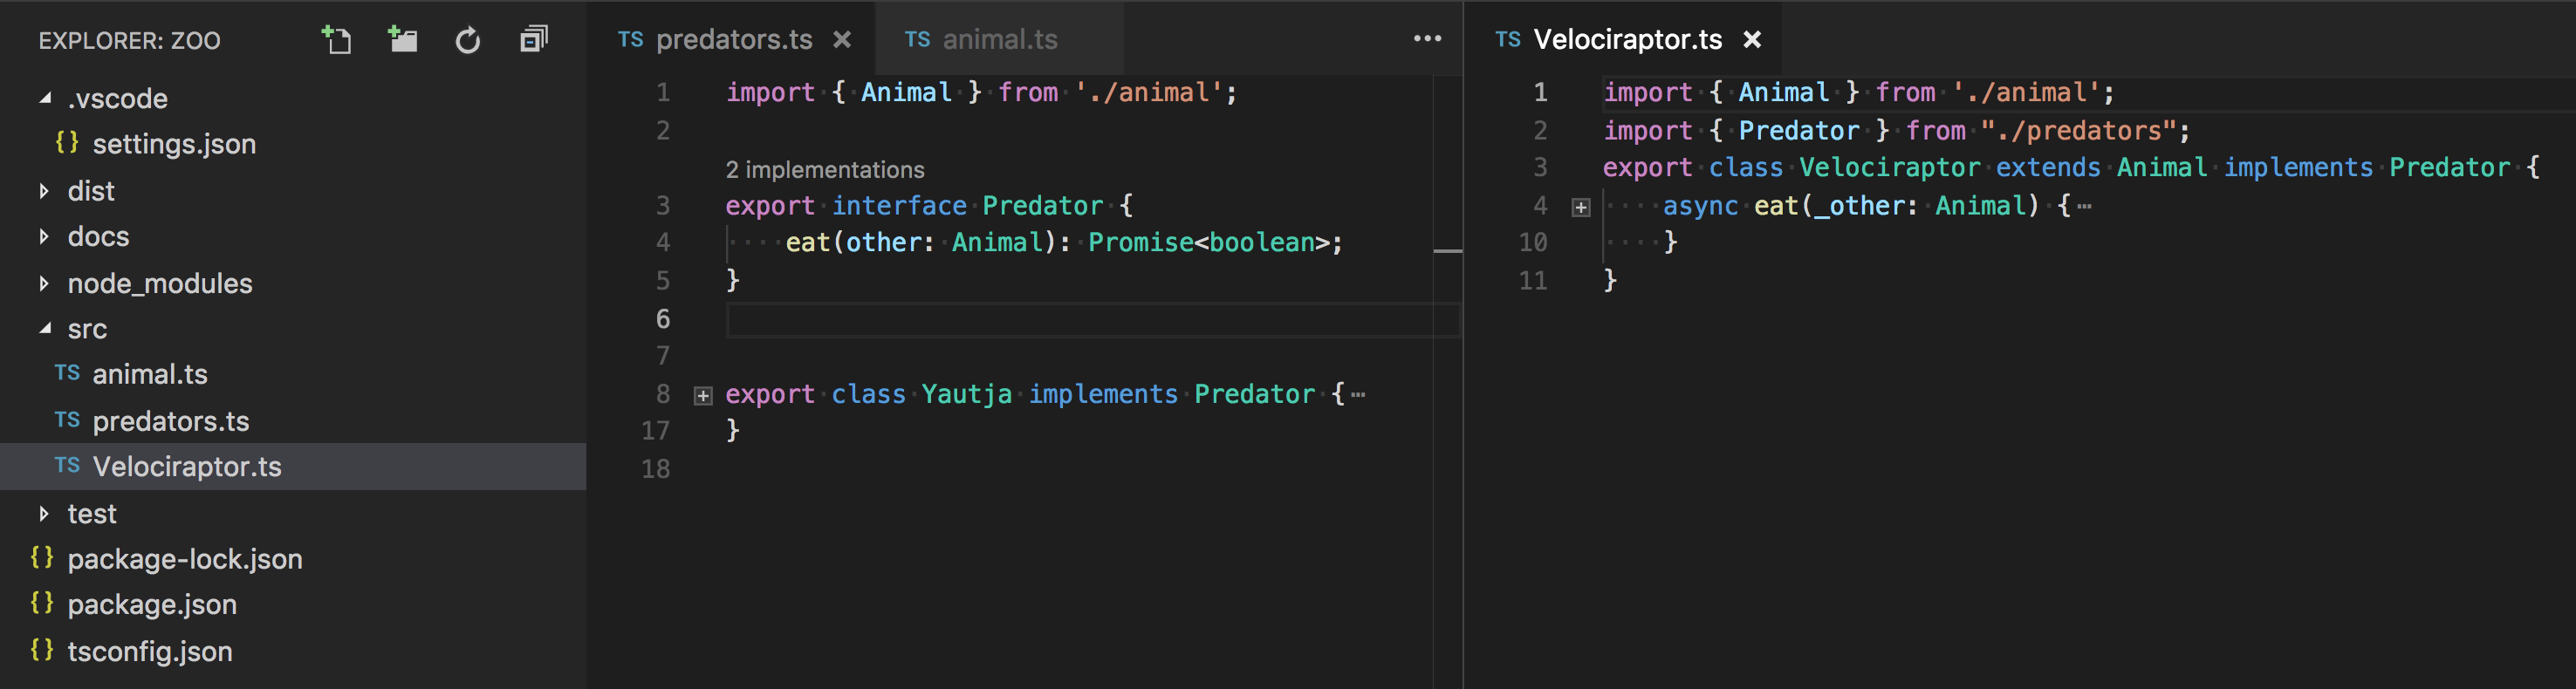 EXPLORER: ZOO
.vscode
{} settings.json
dist
docs
node_modules
src
TS animal.ts
TS predators.ts
TS Velociraptor.ts
test
{} package-lock.json
{} package.json
{} tsconfig.json
TS predators.ts TS animal.ts
1 import { Animal } from './animal';
2
2 implementations
3 export interface Predator {
4 eat(other: Animal): Promise<boolean>;
5 }
6
7
8 export class Yautja implements Predator {
17 }
18
TS Velociraptor.ts
1 import { Animal } from './animal';
2 import { Predator } from "./predators";
3 export class Velociraptor extends Animal implements Predator {
4 async eat(_other: Animal) {
10 }
11 }